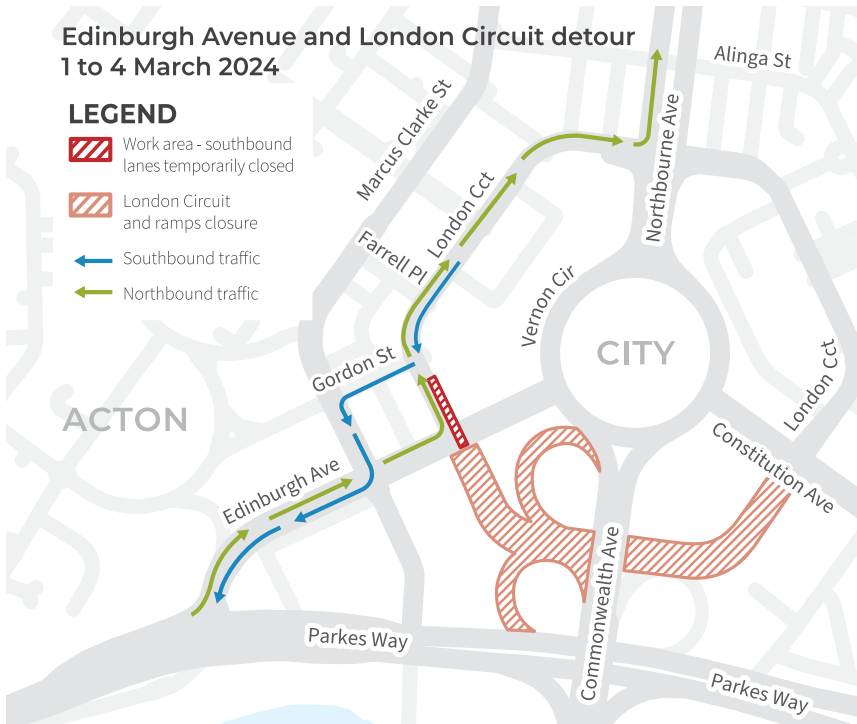 Edinburgh Avenue and London Circuit detour
1 to 4 March 2024
LEGEND
Work area - southbound
lanes temporarily closed
London Circuit
and ramps closure
Southbound traffic
Northbound traffic
Alinga St
Marcus Clarke St
Northbourne Ave
London Cct
Farrell Pl
Vernon Cir
CITY
Gordon St
London Cct
ACTON
Constitution Ave
Edinburgh Ave
Commonwealth Ave
Parkes Way
Parkes Way